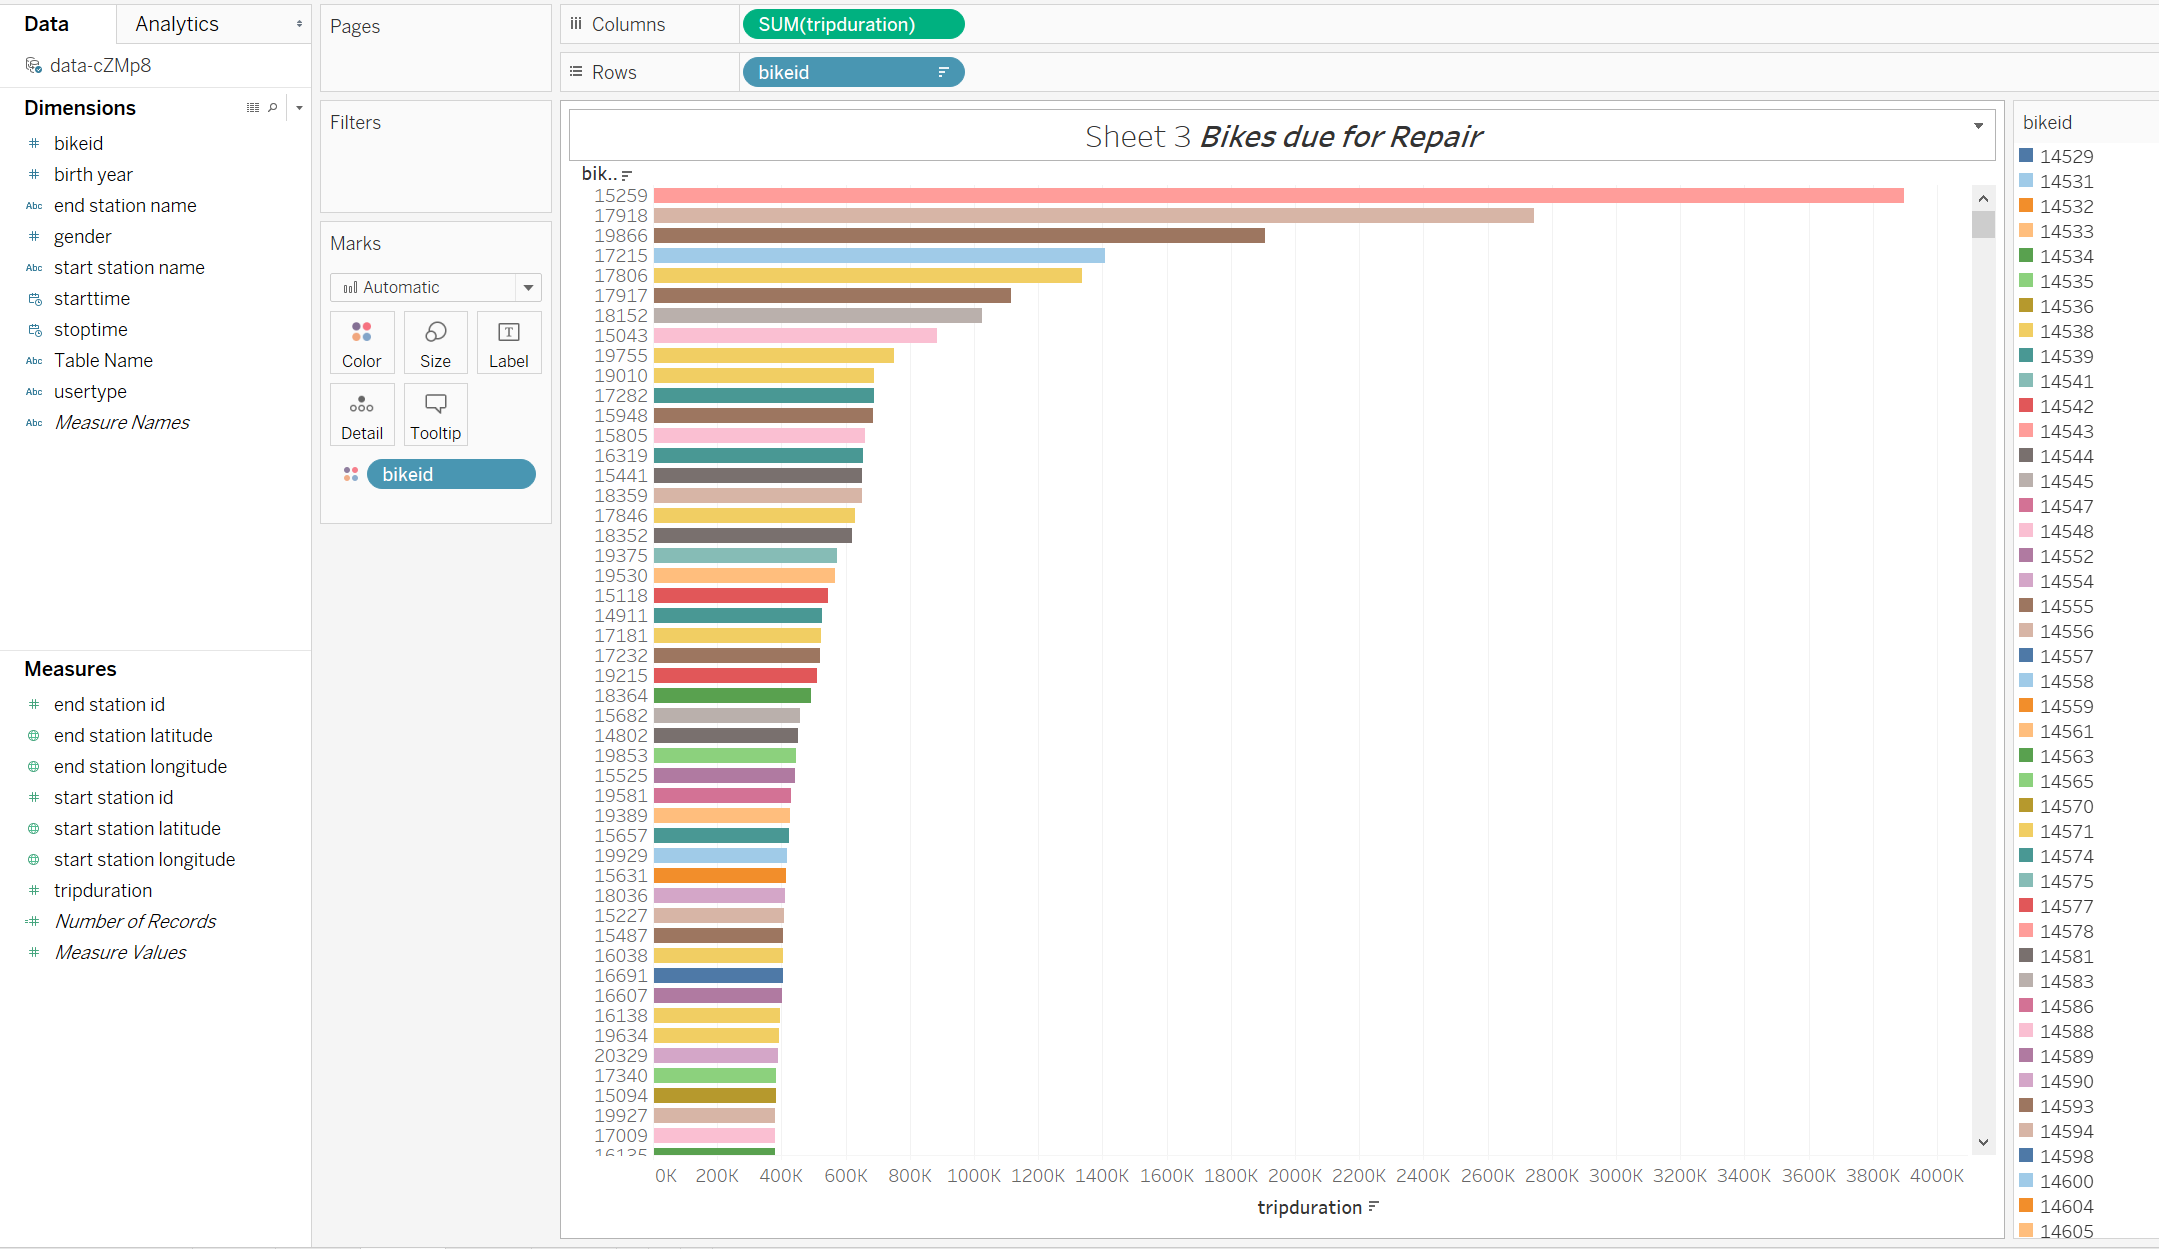 Data
Analytics
data-cZMp8
Dimensions
# bikeid
# birth year
Abc end station name
# gender
Abc start station name
starttime
stoptime
Abc Table Name
Abc usertype
Abc Measure Names
Measures
# end station id
end station latitude
end station longitude
# start station id
start station latitude
start station longitude
# tripduration
=# Number of Records
# Measure Values
Pages
Filters
Marks
Automatic
Color
Size
T
Label
Detail
Tooltip
bikeid
Columns
SUM(tripduration)
Rows
bikeid
Sheet 3 Bikes due for Repair
bik..
15259
17918
19866
17215
17806
17917
18152
15043
19755
19010
17282
15948
15805
16319
15441
18359
17846
18352
19375
19530
15118
14911
17181
17232
19215
18364
15682
14802
19853
15525
19581
19389
15657
19929
15631
18036
15227
15487
16038
16691
16607
16138
19634
20329
17340
15094
19927
17009
16135
0K 200K 400K 600K 800K 1000K 1200K 1400K 1600K 1800K 2000K 2200K 2400K 2600K 2800K 3000K 3200K 3400K 3600K 3800K 4000K
tripduration
bikeid
14529
14531
14532
14533
14534
14535
14536
14538
14539
14541
14542
14543
14544
14545
14547
14548
14552
14554
14555
14556
14557
14558
14559
14561
14563
14565
14570
14571
14574
14575
14577
14578
14581
14583
14586
14588
14589
14590
14593
14594
14598
14600
14604
14605